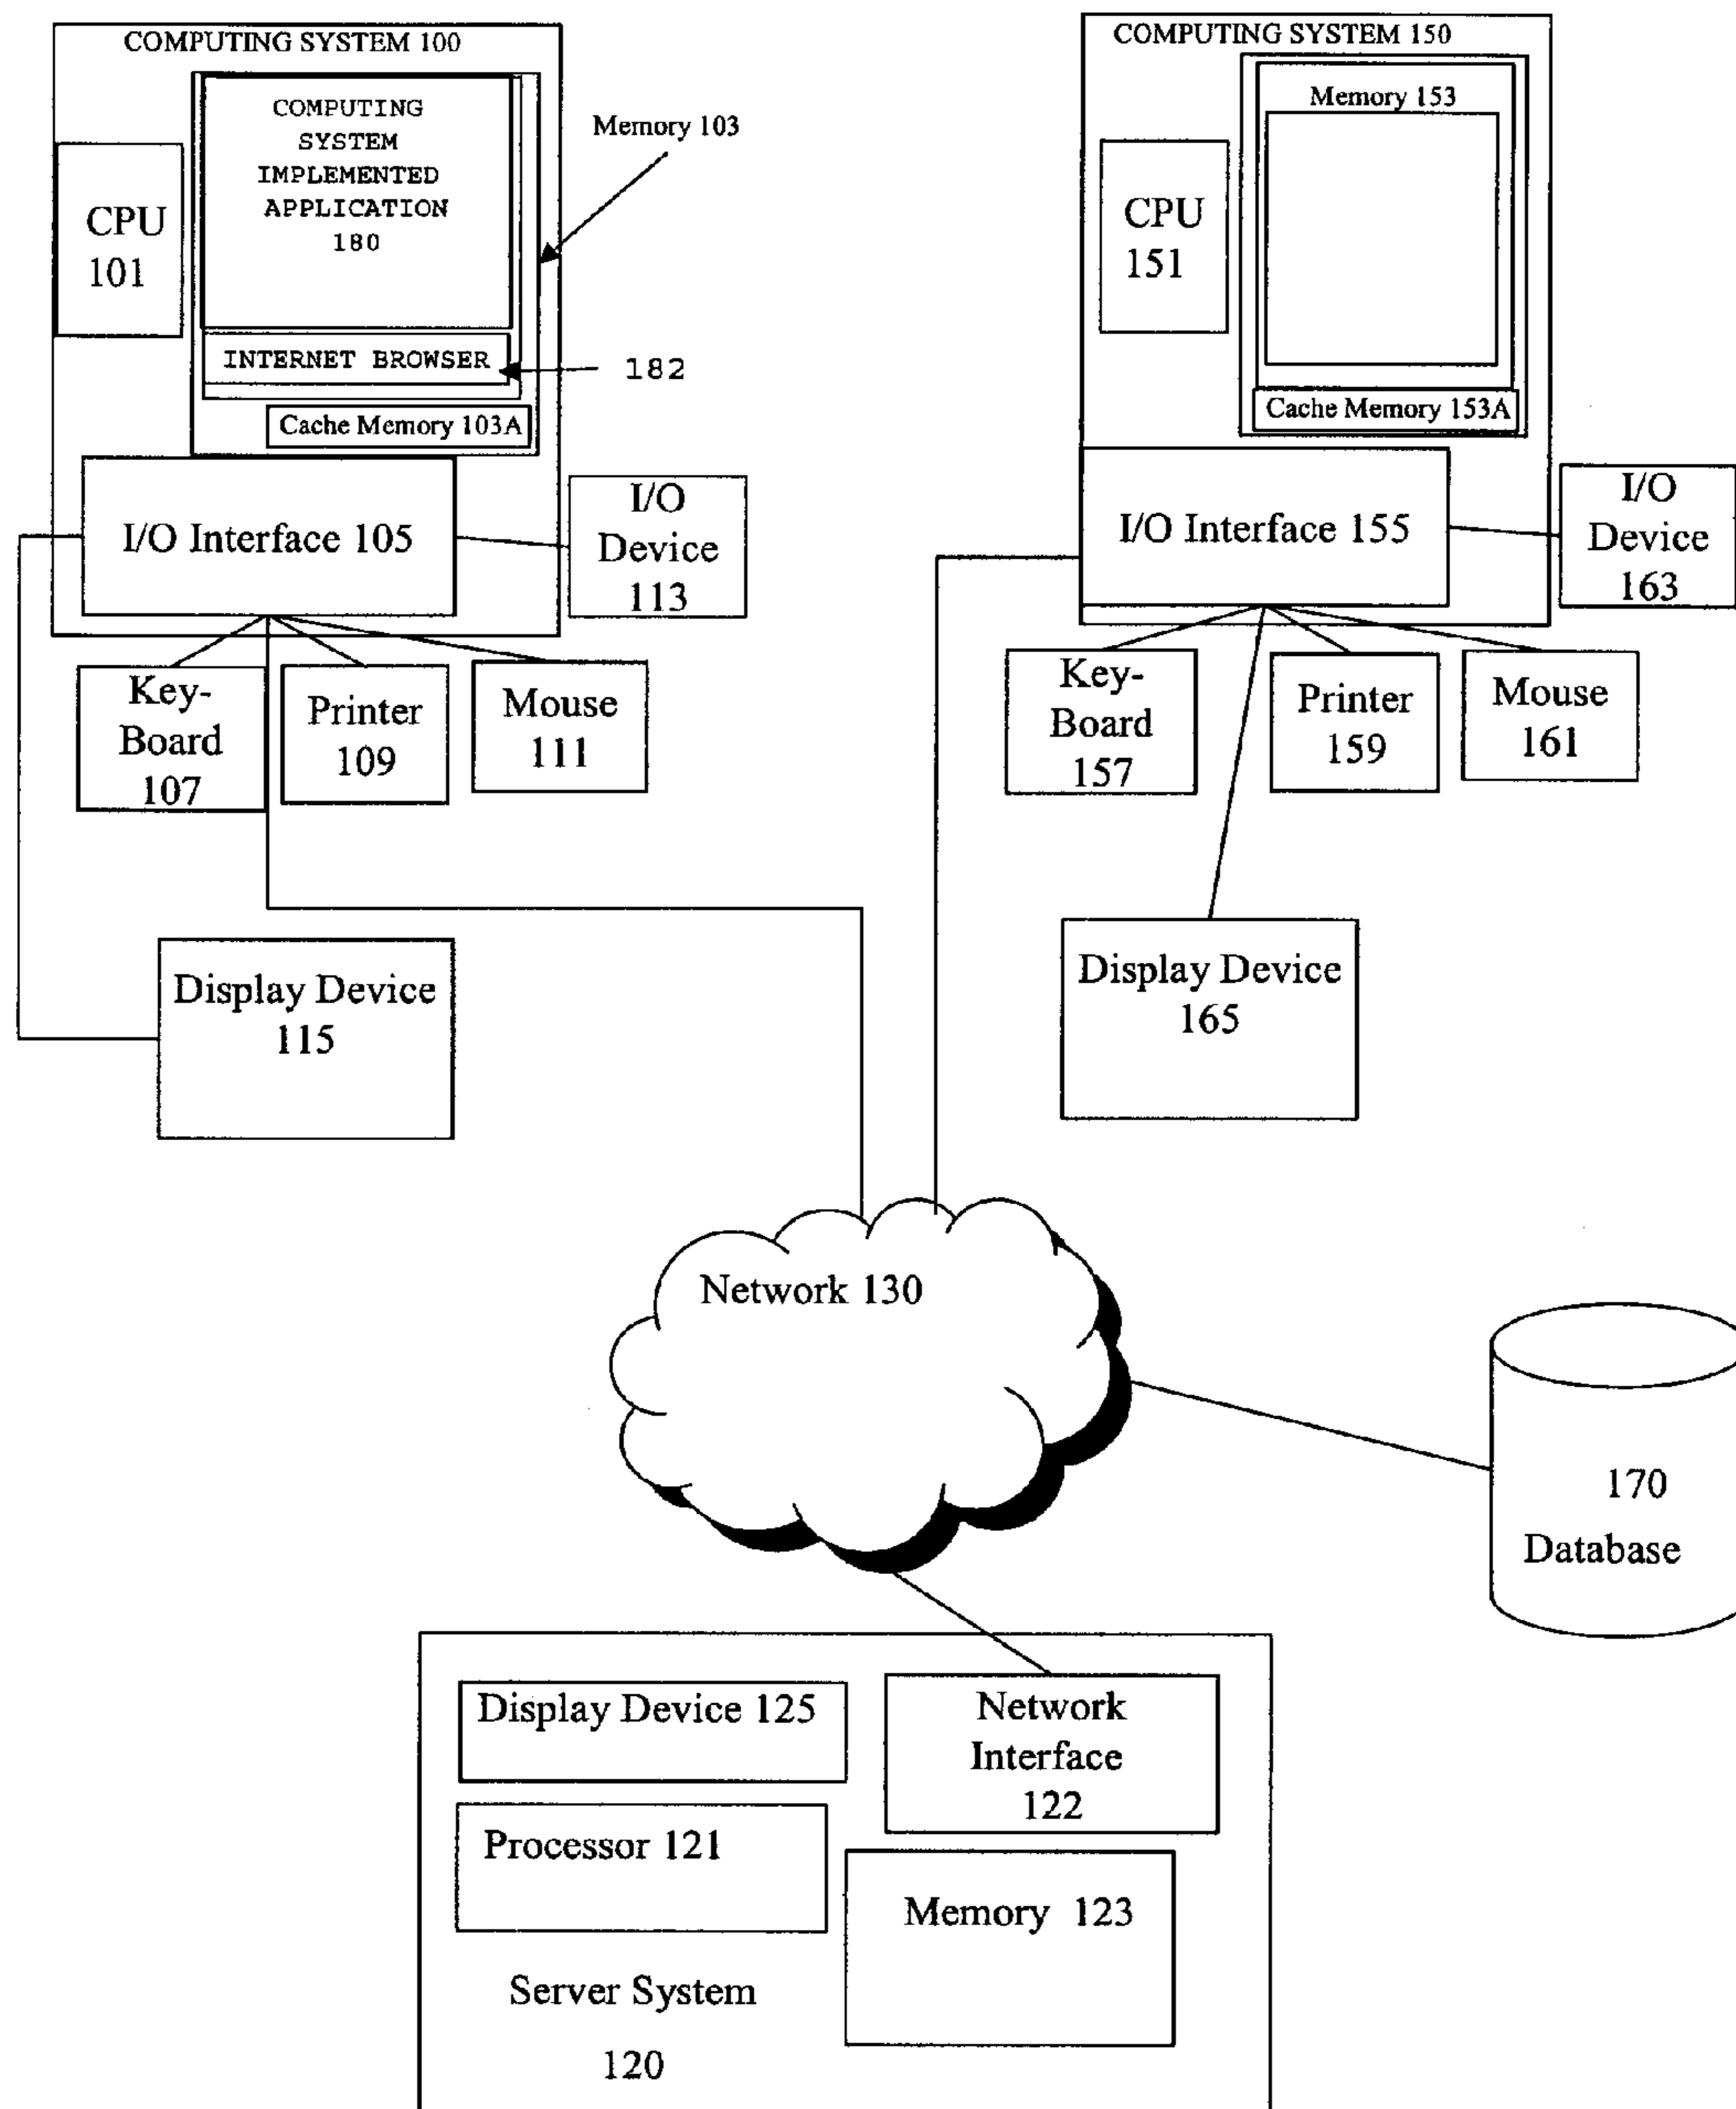 COMPUTING SYSTEM 100
COMPUTING
SYSTEM
IMPLEMENTED
APPLICATION
180
Memory 103
CPU
101
INTERNET BROWSER
182
Cache Memory 103A
I/O Interface 105
I/O
Device
113
Key-
Board
107
Printer
109
Mouse
111
Display Device
115
COMPUTING SYSTEM 150
Memory 153
CPU
151
Cache Memory 153A
I/O Interface 155
I/O
Device
163
Key-
Board
157
Printer
159
Mouse
161
Display Device
165
Network 130
170
Database
Display Device 125
Network
Interface
122
Processor 121
Memory 123
Server System
120